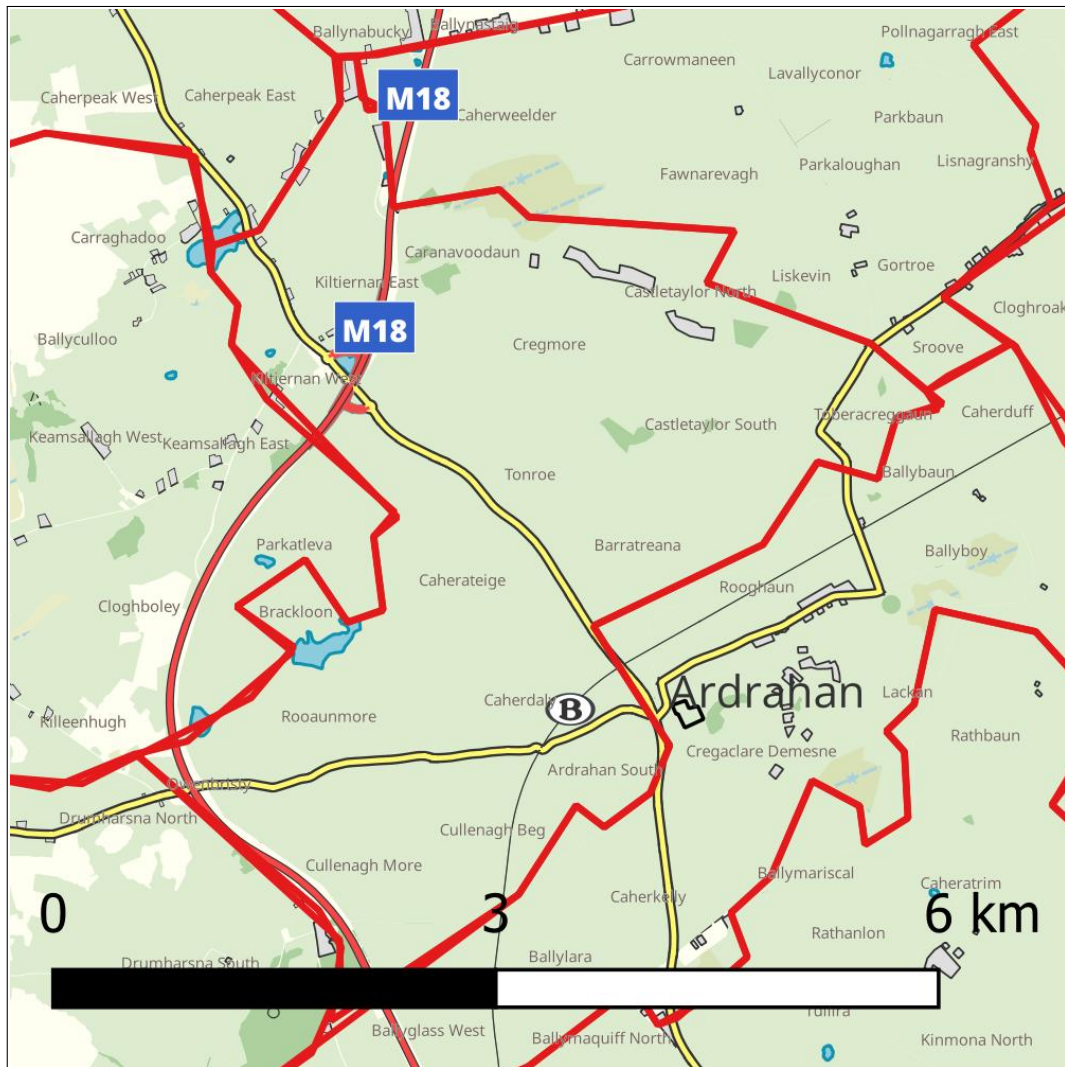 Ballynabucky
Ballynastaig
Pollnagarragh East
Carrowmaneen
Lavallyconor
Caherpeak West
Caherpeak East
M18
Caherweelder
Parkbaun
Parkaloughan
Lisnagranshy
Fawnarevagh
Carraghadoo
Caranavoodaun
Kiltiernan East
Liskevin
Gortroe
Castletaylor North
Cloghroak
M18
Ballyculloo
Cregmore
Sroove
Kiltiernan West
Toberacreggaun
Caherduff
Keamsallagh West
Keamsallagh East
Castletaylor South
Tonroe
Ballybaun
Parkatleva
Barratreana
Ballyboy
Caherateige
Rooghaun
Cloghboley
Brackloon
Ardrahan
Caherdaly
B
Lackan
Killeenhugh
Rooaunmore
Rathbaun
Cregaclare Demesne
Ardrahan South
Owenbristy
Drumharsna North
Cullenagh Beg
Cullenagh More
Ballymariscal
Caheratrim
Caherkelly
0 3 6 km
Rathanlon
Drumharsna South
Ballylara
Tullira
Ballyglass West
Ballymaquiff North
Kinmona North